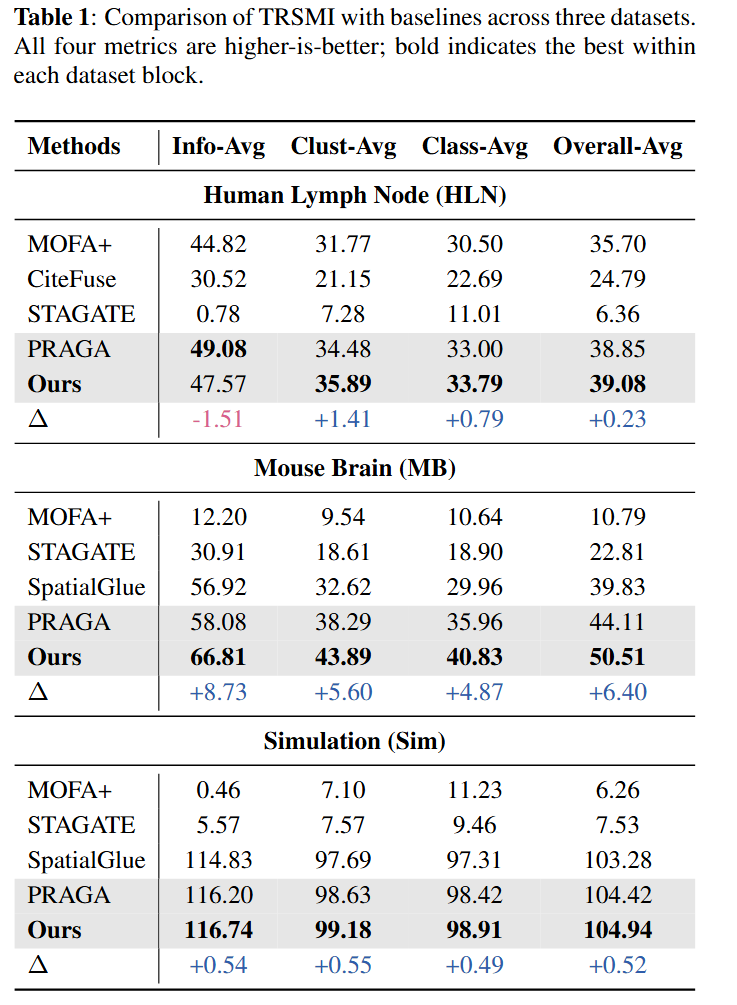 Table 1: Comparison of TRSMI with baselines across three datasets.
All four metrics are higher-is-better; bold indicates the best within
each dataset block.
Methods Info-Avg Clust-Avg Class-Avg Overall-Avg
Human Lymph Node (HLN)
MOFA+ 44.82 31.77 30.50 35.70
CiteFuse 30.52 21.15 22.69 24.79
STAGATE 0.78 7.28 11.01 6.36
PRAGA 49.08 34.48 33.00 38.85
Ours 47.57 35.89 33.79 39.08
Δ -1.51 +1.41 +0.79 +0.23
Mouse Brain (MB)
MOFA+ 12.20 9.54 10.64 10.79
STAGATE 30.91 18.61 18.90 22.81
SpatialGlue 56.92 32.62 29.96 39.83
PRAGA 58.08 38.29 35.96 44.11
Ours 66.81 43.89 40.83 50.51
Δ +8.73 +5.60 +4.87 +6.40
Simulation (Sim)
MOFA+ 0.46 7.10 11.23 6.26
STAGATE 5.57 7.57 9.46 7.53
SpatialGlue 114.83 97.69 97.31 103.28
PRAGA 116.20 98.63 98.42 104.42
Ours 116.74 99.18 98.91 104.94
Δ +0.54 +0.55 +0.49 +0.52